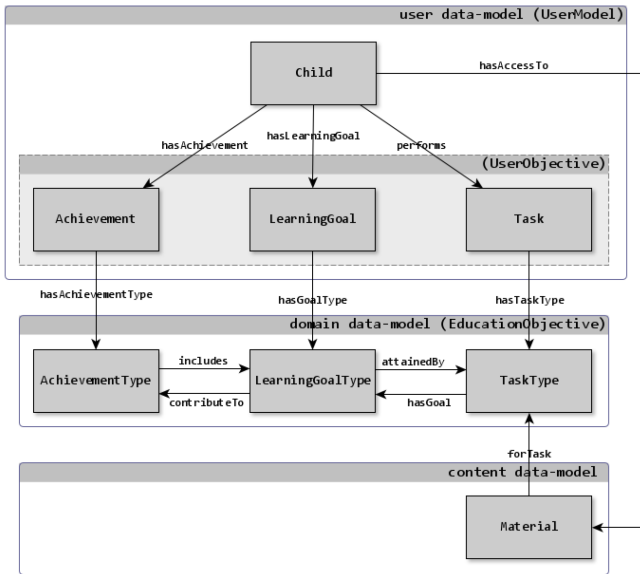 user data-model (UserModel)
Child
hasAccessTo
hasAchievement
hasLearningGoal
performs
(UserObjective)
Achievement
LearningGoal
Task
hasAchievementType
hasGoalType
hasTaskType
domain data-model (EducationObjective)
AchievementType
includes
contributeTo
LearningGoalType
attainedBy
hasGoal
TaskType
forTask
content data-model
Material